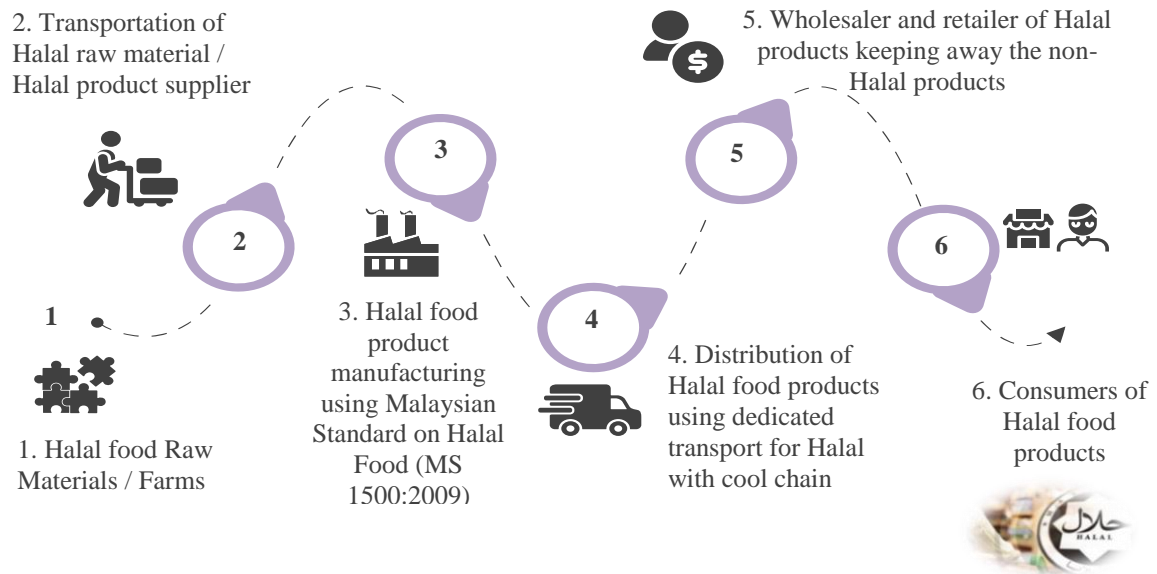 2. Transportation of
Halal raw material /
Halal product supplier
5. Wholesaler and retailer of Halal
products keeping away the non-
Halal products
$
3
5
2
6
1
4
3. Halal food
product
manufacturing
using Malaysian
Standard on Halal
Food (MS
1500:2009)
4. Distribution of
Halal food products
using dedicated
transport for Halal
with cool chain
6. Consumers of
Halal food
products
1. Halal food Raw
Materials / Farms
حلال
HALAL